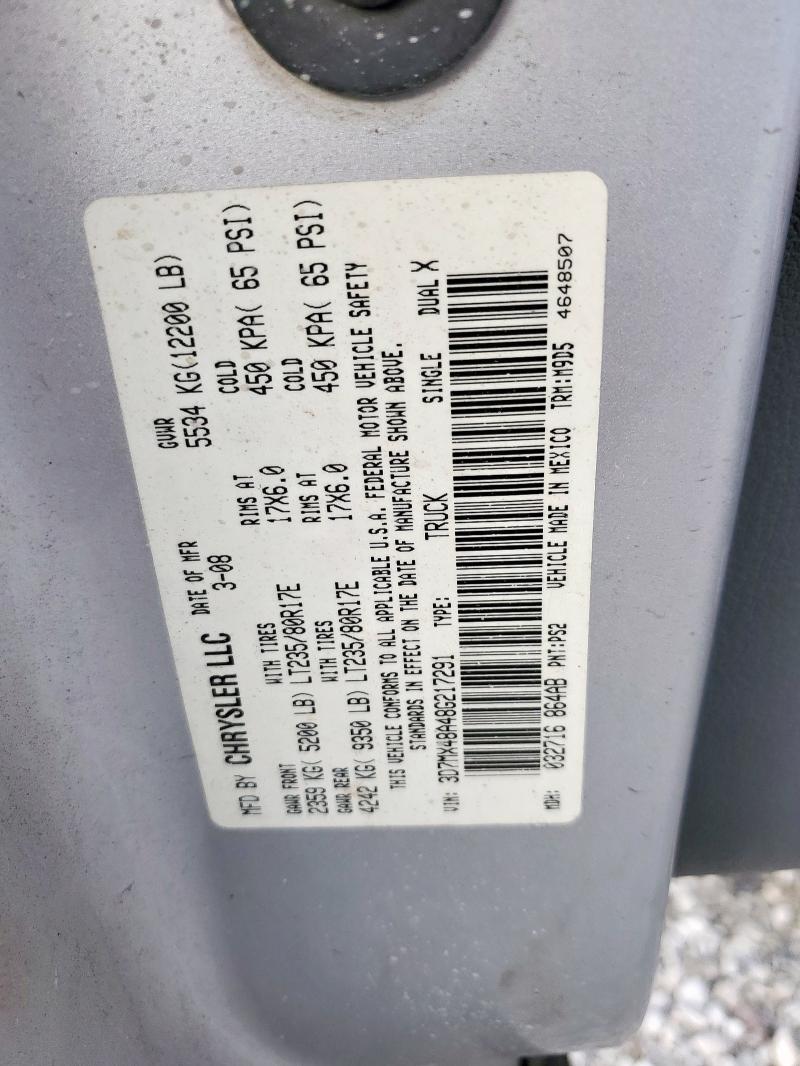 MFD BY CHRYSLER LLC DATE OF MFR 3-08 GVWR 5534 KG(12200 LB)
GAWR FRONT WITH TIRES RIMS AT COLD
2359 KG( 5200 LB) LT235/80R17E 17X6.0 450 KPA( 65 PSI)
GAWR REAR WITH TIRES RIMS AT COLD
4242 KG( 9350 LB) LT235/80R17E 17X6.0 450 KPA( 65 PSI)
THIS VEHICLE CONFORMS TO ALL APPLICABLE U.S.A. FEDERAL MOTOR VEHICLE SAFETY
STANDARDS IN EFFECT ON THE DATE OF MANUFACTURE SHOWN ABOVE.
VIN: 3D7MX48A48G217291 TYPE: TRUCK SINGLE DUAL X
MDH: 032716 864AB PNT:PS2 VEHICLE MADE IN MEXICO TRM:M9D5 4648507